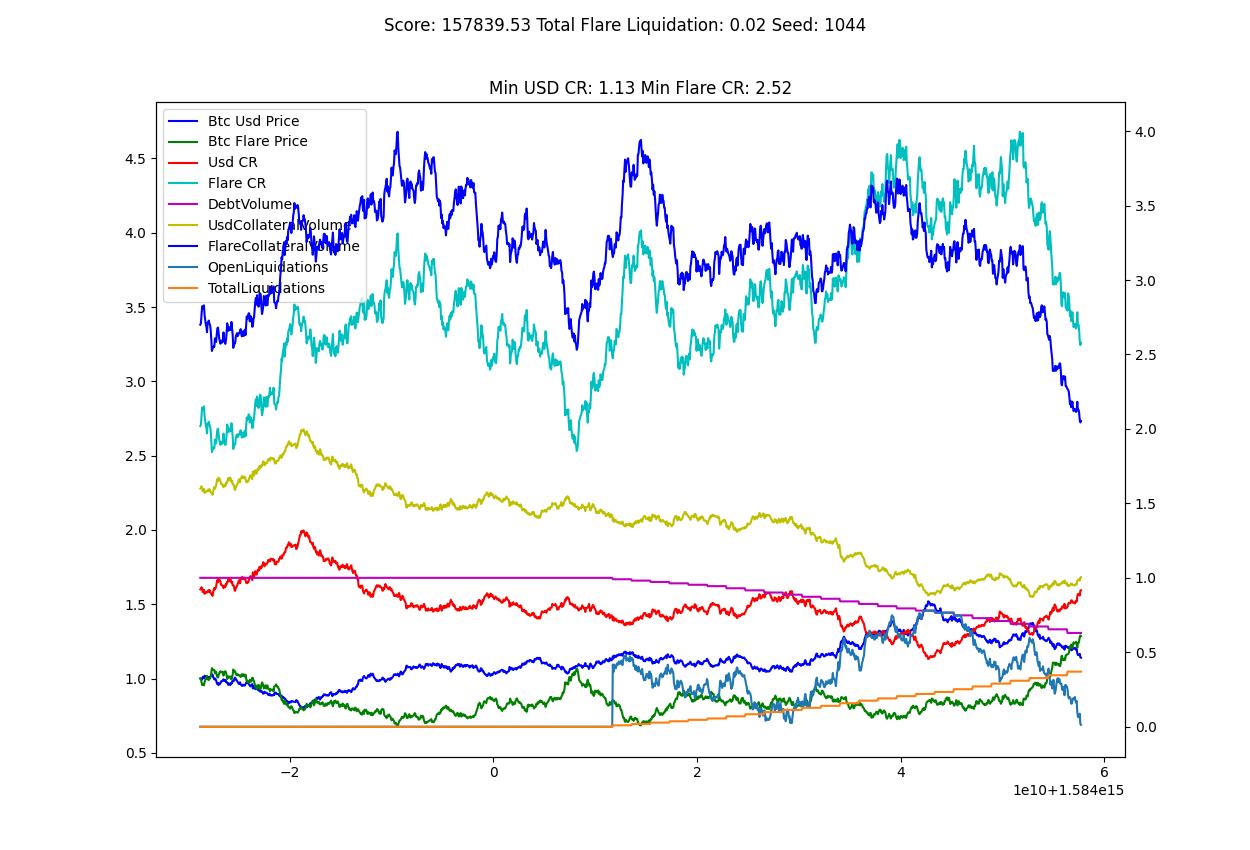 Score: 157839.53 Total Flare Liquidation: 0.02 Seed: 1044
Min USD CR: 1.13 Min Flare CR: 2.52
Btc Usd Price
Btc Flare Price
Usd CR
Flare CR
DebtVolume
UsdCollateralVolume
FlareCollateralVolume
OpenLiquidations
TotalLiquidations
4.5
4.0
3.5
3.0
2.5
2.0
1.5
1.0
0.5
4.0
3.5
3.0
2.5
2.0
1.5
1.0
0.5
0.0
−2
0
2
4
6
1e10+1.584e15